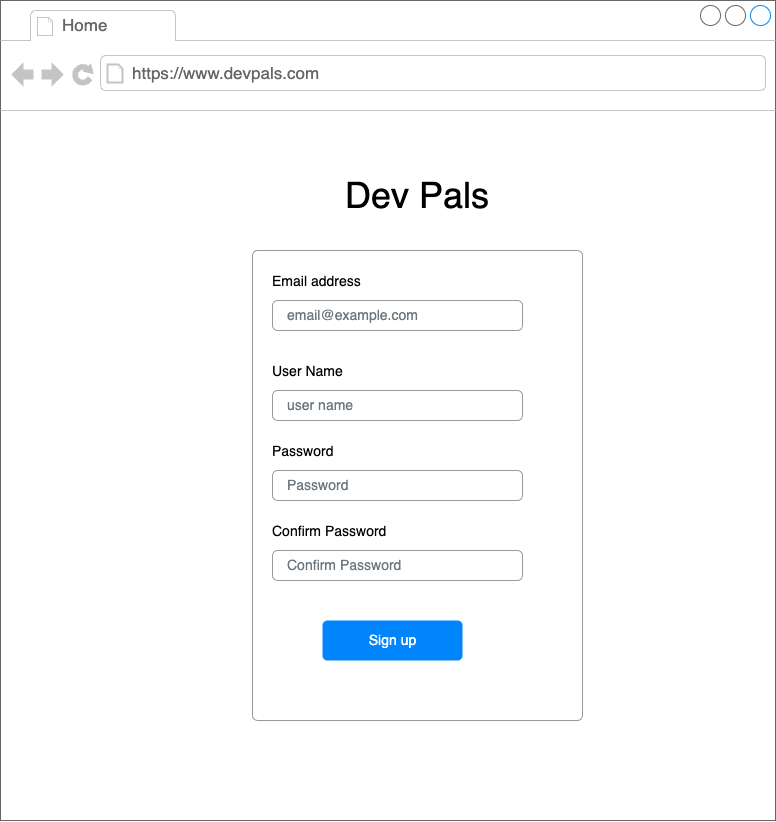 Home
https://www.devpals.com
Dev Pals
Email address
email@example.com
User Name
user name
Password
Password
Confirm Password
Confirm Password
Sign up